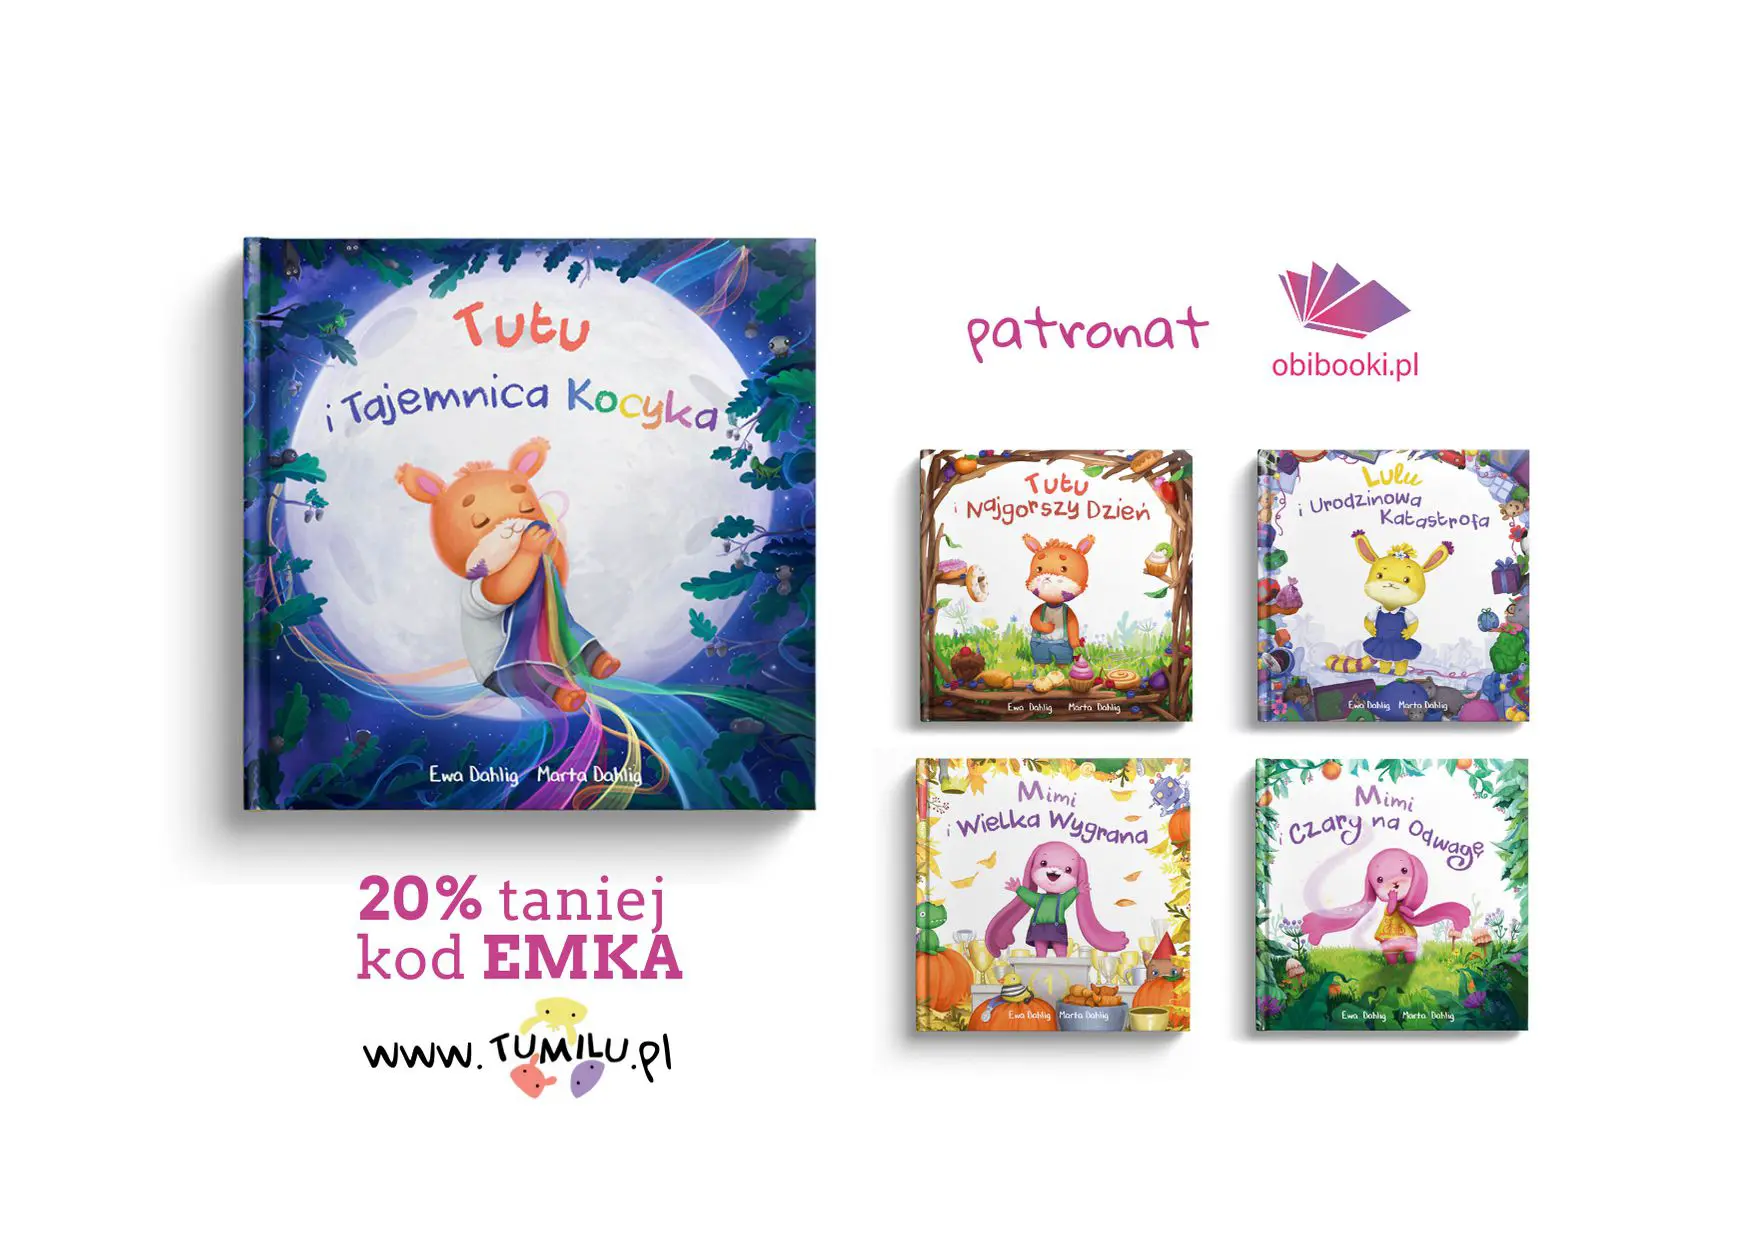 Tutu
i Tajemnica Kocyka
Ewa Dahlig Marta Dahlig
20% taniej
kod EMKA
www.TUMILU.pl
patronat
obibooki.pl
Tutu
i Najgorszy Dzień
Ewa Dahlig Marta Dahlig
Lulu
i Urodzinowa
Katastrofa
Ewa Dahlig Marta Dahlig
Mimi
i Wielka Wygrana
1
Ewa Dahlig Marta Dahlig
Mimi
i Czary na Odwagę
Ewa Dahlig Marta Dahlig